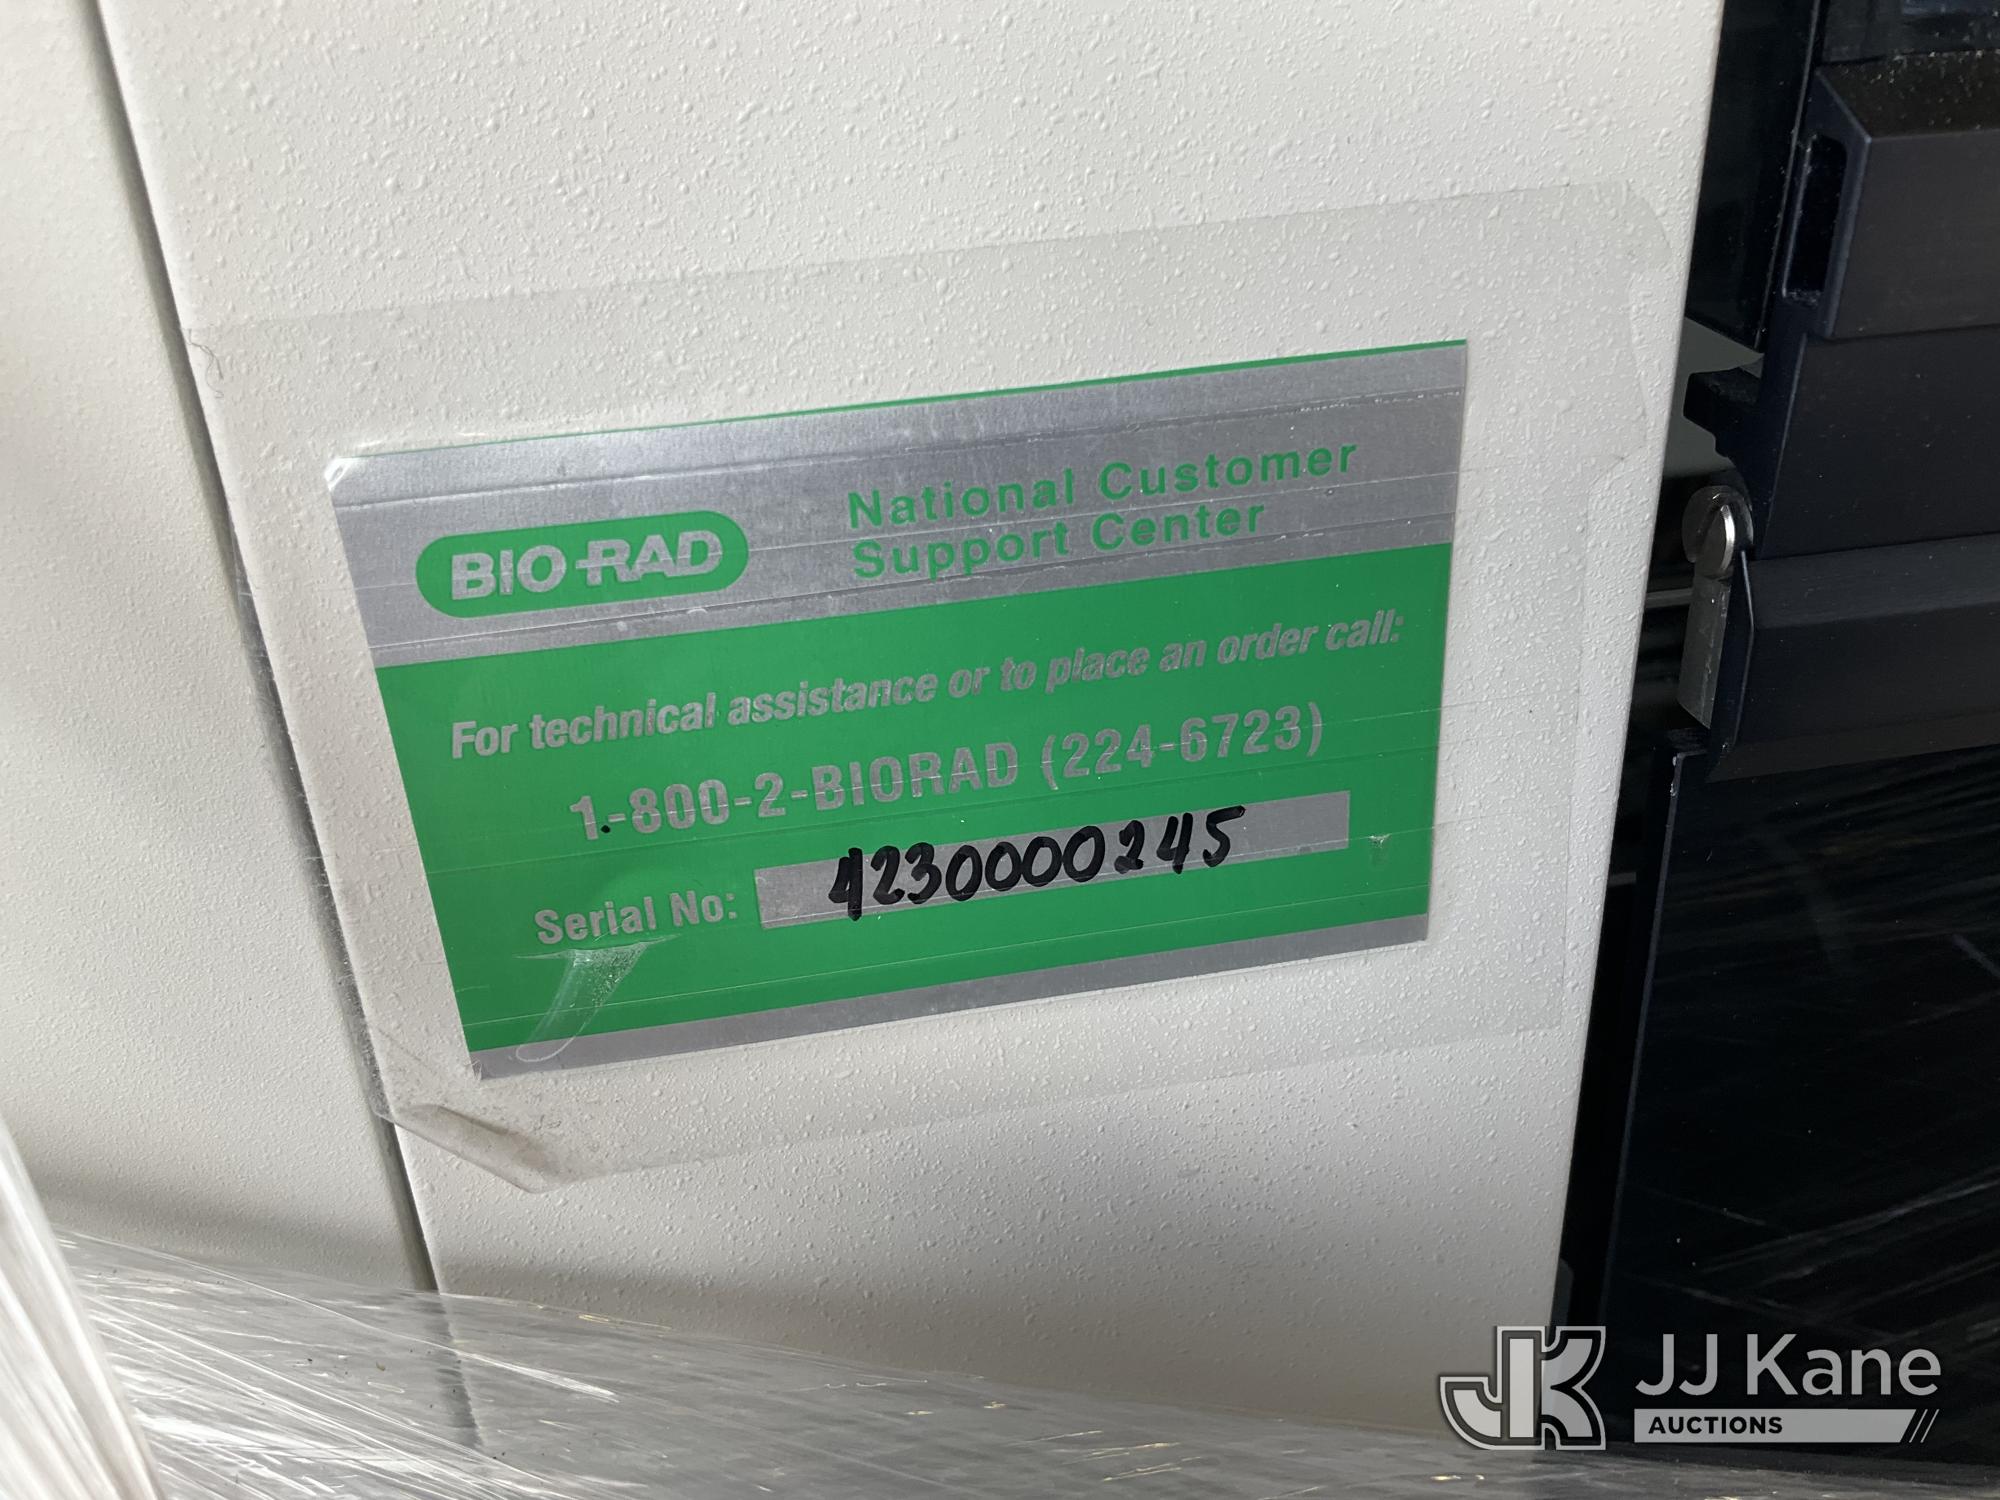 BIO-RAD
National Customer
Support Center
For technical assistance or to place an order call:
1-800-2-BIORAD (224-6723)
Serial No: 4230000245
JK
JJ Kane
AUCTIONS